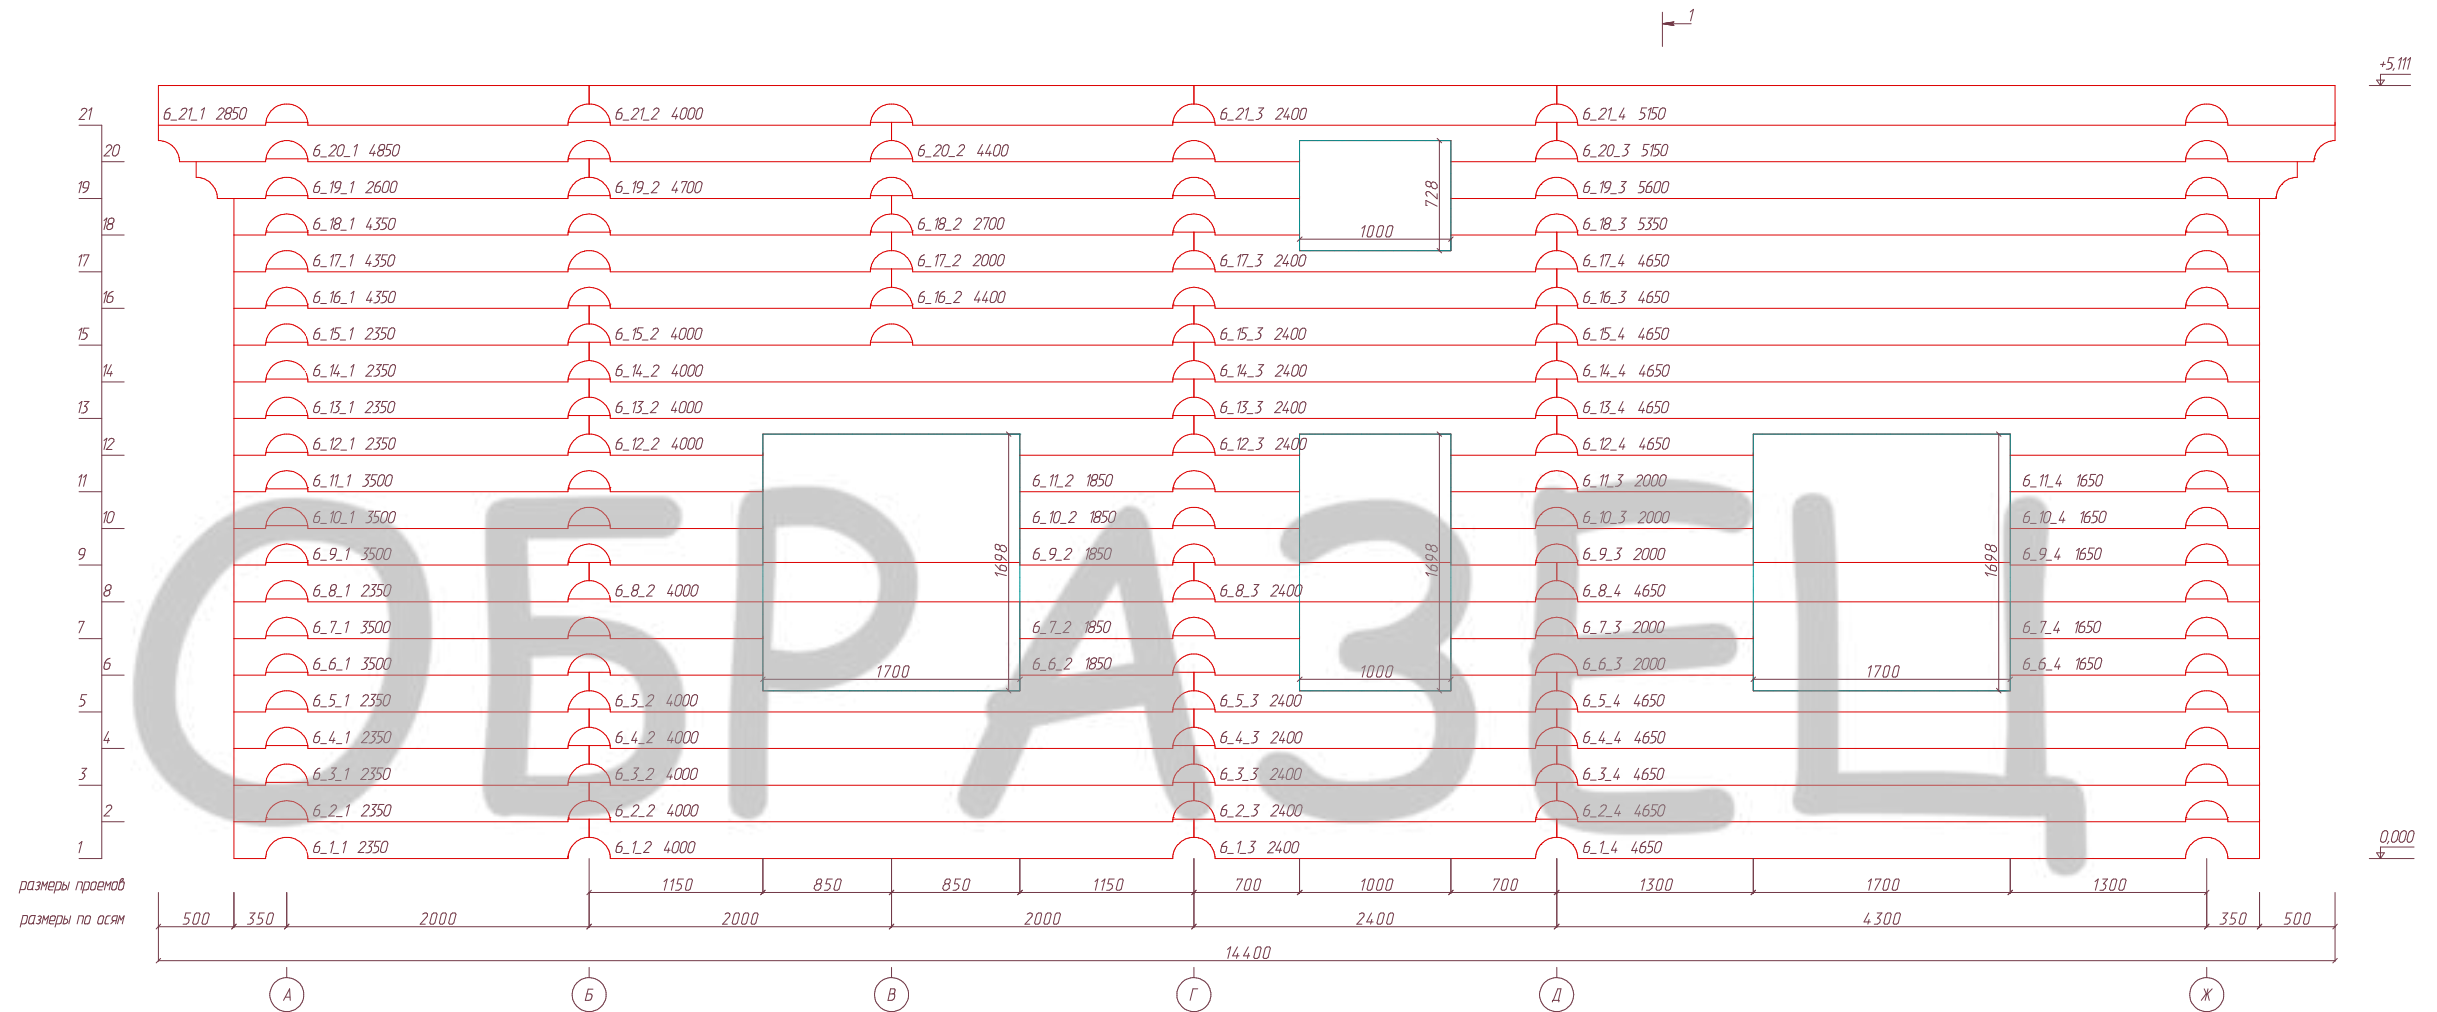 1
+5,111
21 6_21_1 2850 6_21_2 4000 6_21_3 2400 6_21_4 5150
20 6_20_1 4850 6_20_2 4400 6_20_3 5150
19 6_19_1 2600 6_19_2 4700 728 6_19_3 5600
18 6_18_1 4350 6_18_2 2700 1000 6_18_3 5350
17 6_17_1 4350 6_17_2 2000 6_17_3 2400 6_17_4 4650
16 6_16_1 4350 6_16_2 4400 6_16_3 4650
15 6_15_1 2350 6_15_2 4000 6_15_3 2400 6_15_4 4650
14 6_14_1 2350 6_14_2 4000 6_14_3 2400 6_14_4 4650
13 6_13_1 2350 6_13_2 4000 6_13_3 2400 6_13_4 4650
12 6_12_1 2350 6_12_2 4000 6_12_3 2400 6_12_4 4650
11 6_11_1 3500 6_11_2 1850 6_11_3 2000 6_11_4 1650
10 6_10_1 3500 6_10_2 1850 6_10_3 2000 6_10_4 1650
9 6_9_1 3500 1698 6_9_2 1850 1698 6_9_3 2000 1698 6_9_4 1650
8 6_8_1 2350 6_8_2 4000 6_8_3 2400 6_8_4 4650
7 6_7_1 3500 6_7_2 1850 6_7_3 2000 6_7_4 1650
6 6_6_1 3500 1700 6_6_2 1850 1000 6_6_3 2000 1700 6_6_4 1650
5 6_5_1 2350 6_5_2 4000 6_5_3 2400 6_5_4 4650
4 6_4_1 2350 6_4_2 4000 6_4_3 2400 6_4_4 4650
3 6_3_1 2350 6_3_2 4000 6_3_3 2400 6_3_4 4650
2 6_2_1 2350 6_2_2 4000 6_2_3 2400 6_2_4 4650
1 6_1_1 2350 6_1_2 4000 6_1_3 2400 6_1_4 4650
0,000
ОБРАЗЕЦ
размеры проемов 1150 850 850 1150 700 1000 700 1300 1700 1300
размеры по осям 500 350 2000 2000 2000 2400 4300 350 500
14400
А Б В Г Д Ж